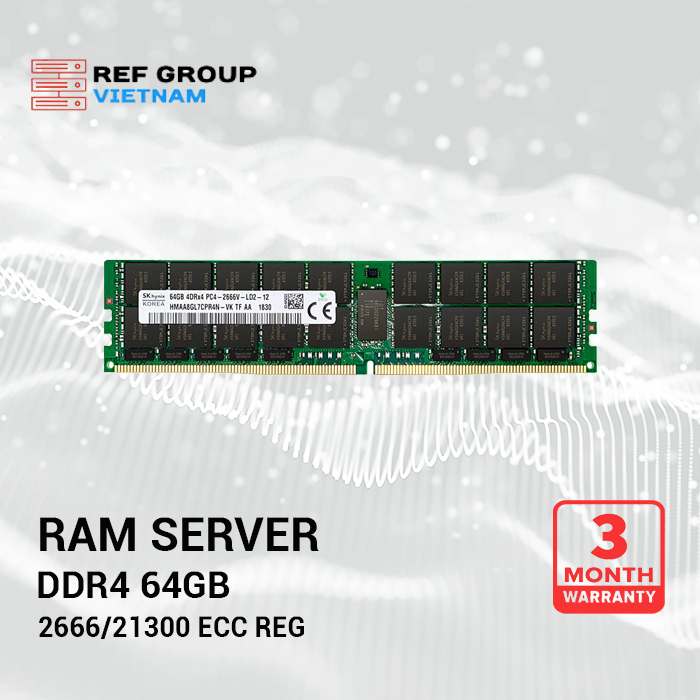 REF GROUP
VIETNAM
SK hynix
KOREA
64GB 4DRx4 PC4-2666V-LD2-12
HMAA8GL7CPR4N-VK TF AA 1830
RAM SERVER
DDR4 64GB
2666/21300 ECC REG
3
MONTH
WARRANTY